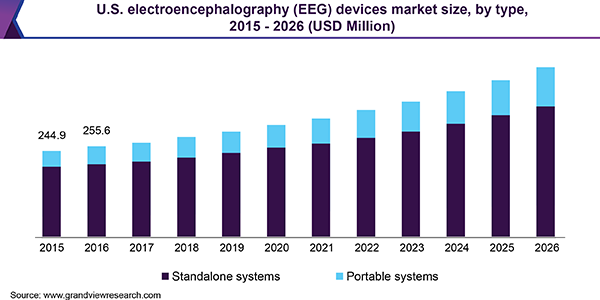 U.S. electroencephalography (EEG) devices market size, by type,
2015 - 2026 (USD Million)
244.9
255.6
2015 2016 2017 2018 2019 2020 2021 2022 2023 2024 2025 2026
Standalone systems Portable systems
Source: www.grandviewresearch.com